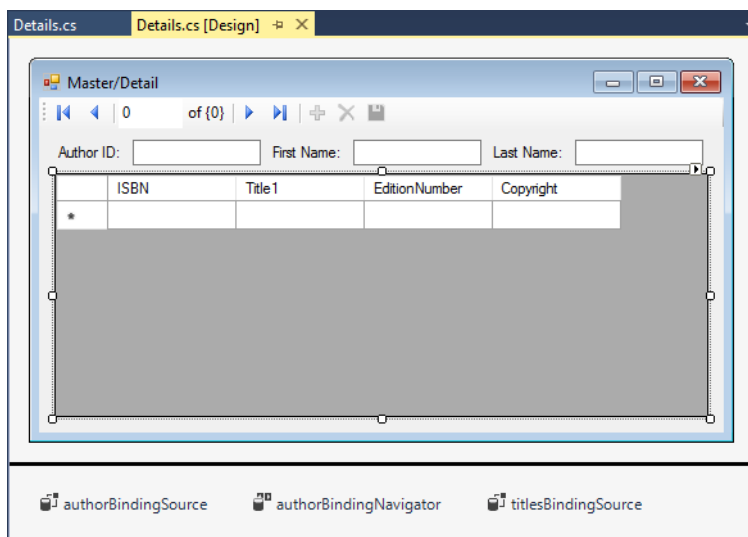 Details.cs Details.cs [Design]
Master/Detail
0 of {0}
Author ID: First Name: Last Name:
ISBN Title1 EditionNumber Copyright
*
authorBindingSource authorBindingNavigator titlesBindingSource